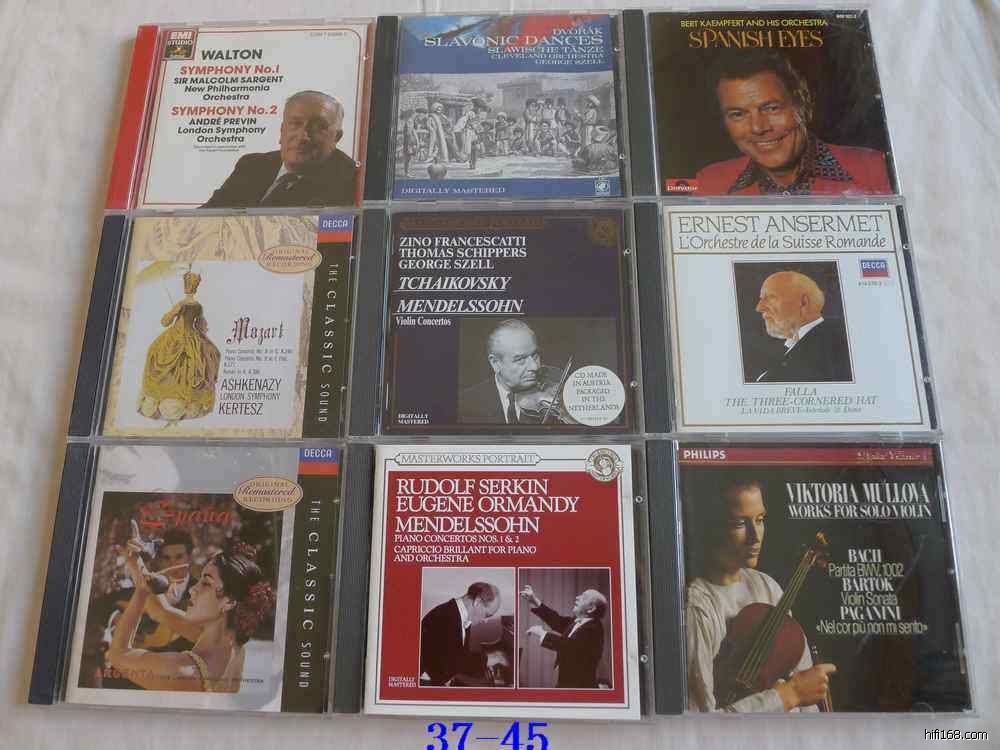 EMI
STUDIO
WALTON
SYMPHONY No.1
SIR MALCOLM SARGENT
New Philharmonia
Orchestra
SYMPHONY No.2
ANDRÉ PREVIN
London Symphony
Orchestra
DVOŘÁK
SLAVONIC DANCES
SLAWISCHE TÄNZE
CLEVELAND ORCHESTRA
GEORGE SZELL
DIGITALLY MASTERED
BERT KAEMPFERT AND HIS ORCHESTRA
SPANISH EYES
Polydor
DECCA
ORIGINAL
Remastered
RECORDING
THE CLASSIC SOUND
Mozart
ASHKENAZY
LONDON SYMPHONY
KERTESZ
ZINO FRANCESCATTI
THOMAS SCHIPPERS
GEORGE SZELL
TCHAIKOVSKY
MENDELSSOHN
Violin Concertos
CD MADE
IN AUSTRIA
PACKAGED
IN THE
NETHERLANDS
DIGITALLY
MASTERED
ERNEST ANSERMET
L'Orchestre de la Suisse Romande
DECCA
FALLA
THE THREE-CORNERED HAT
LA VIDA BREVE-Interlude & Dance
DECCA
ORIGINAL
Remastered
RECORDING
THE CLASSIC SOUND
España
ARGENTA
MASTERWORKS PORTRAIT
RUDOLF SERKIN
EUGENE ORMANDY
MENDELSSOHN
PIANO CONCERTOS NOS. 1 & 2
CAPRICCIO BRILLANT FOR PIANO
AND ORCHESTRA
DIGITALLY
MASTERED
PHILIPS
VIKTORIA MULLOVA
WORKS FOR SOLO VIOLIN
BACH
Partita BWV. 1002
BARTÓK
Violin Sonata
PAGANINI
«Nel cor più non mi sento»
37-45
hifi168.com